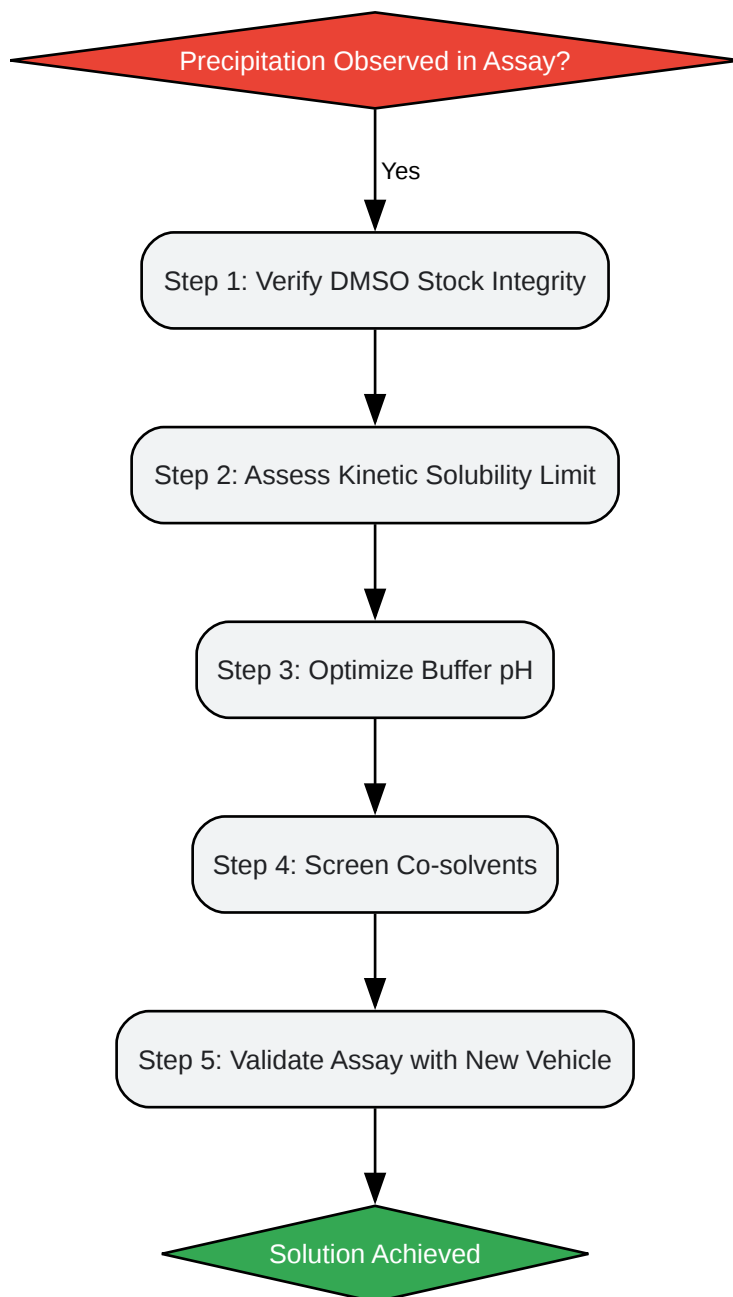 Precipitation Observed in Assay?
Yes
Step 1: Verify DMSO Stock Integrity
Step 2: Assess Kinetic Solubility Limit
Step 3: Optimize Buffer pH
Step 4: Screen Co-solvents
Step 5: Validate Assay with New Vehicle
Solution Achieved